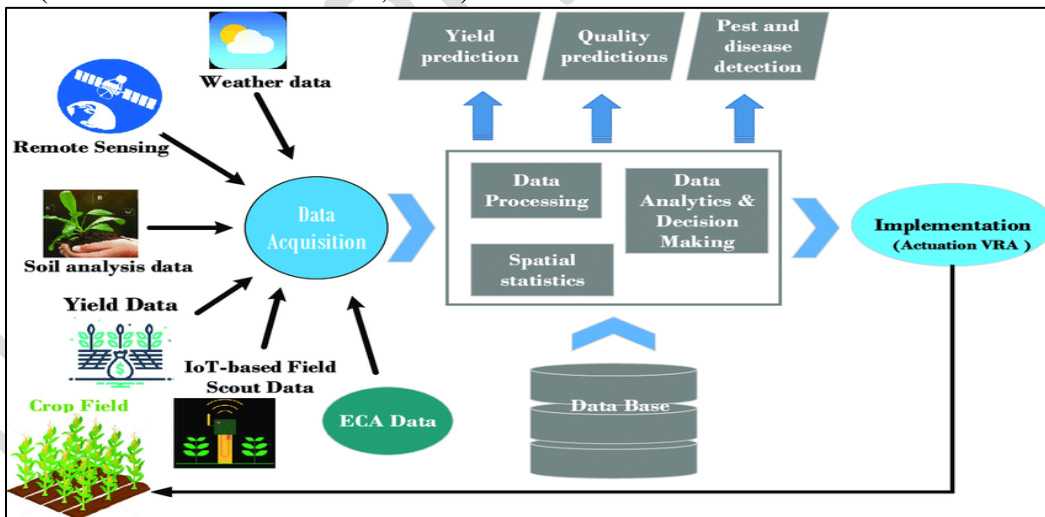 Weather data
Remote Sensing
Soil analysis data
Yield Data
IoT-based Field
Scout Data
ECA Data
Crop Field
Data
Acquisition
Yield
prediction
Quality
predictions
Pest and
disease
detection
Data
Processing
Data
Analytics &
Decision
Making
Spatial
statistics
Data Base
Implementation
(Actuation VRA )